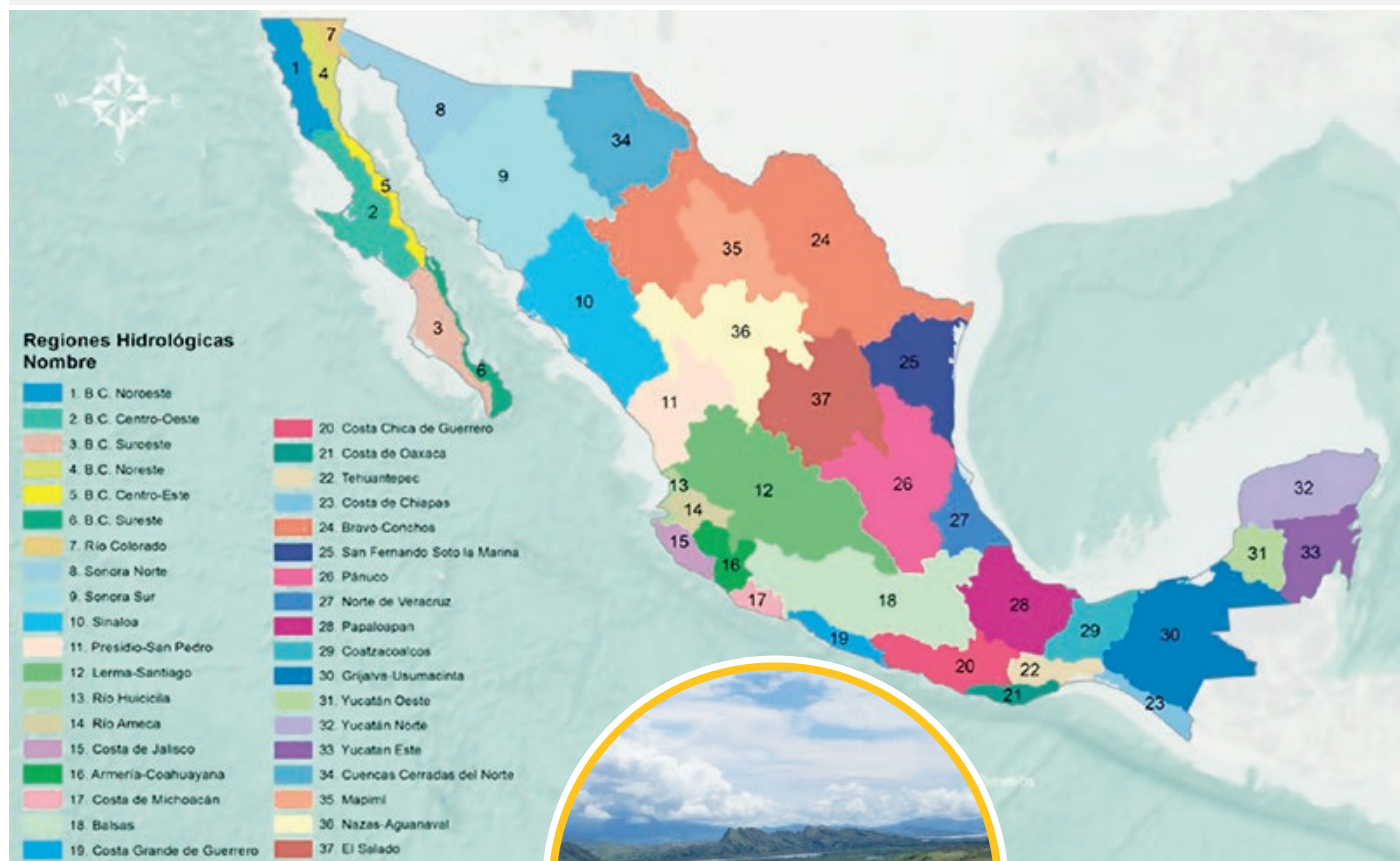 N
W
E
S
7
1
4
8
34
9
5
2
24
35
10
36
3
25
6
37
11
12
13
26
32
14
27
15
31
33
16
17
18
28
29
30
19
20
22
21
23
Regiones Hidrológicas
Nombre
1. B.C. Noroeste
2. B.C. Centro-Oeste
3. B.C. Suroeste
4. B.C. Noreste
5. B.C. Centro-Este
6. B.C. Sureste
7. Río Colorado
8. Sonora Norte
9. Sonora Sur
10. Sinaloa
11. Presidio-San Pedro
12. Lerma-Santiago
13. Río Huicicila
14. Río Ameca
15. Costa de Jalisco
16. Armería-Coahuayana
17. Costa de Michoacán
18. Balsas
19. Costa Grande de Guerrero
20. Costa Chica de Guerrero
21. Costa de Oaxaca
22. Tehuantepec
23. Costa de Chiapas
24. Bravo-Conchos
25. San Fernando Soto la Marina
26. Pánuco
27. Norte de Veracruz
28. Papaloapan
29. Coatzacoalcos
30. Grijalva-Usumacinta
31. Yucatán Oeste
32. Yucatán Norte
33 Yucatan Este
34. Cuencas Cerradas del Norte
35. Mapimí
36. Nazas-Aguanaval
37. El Salado